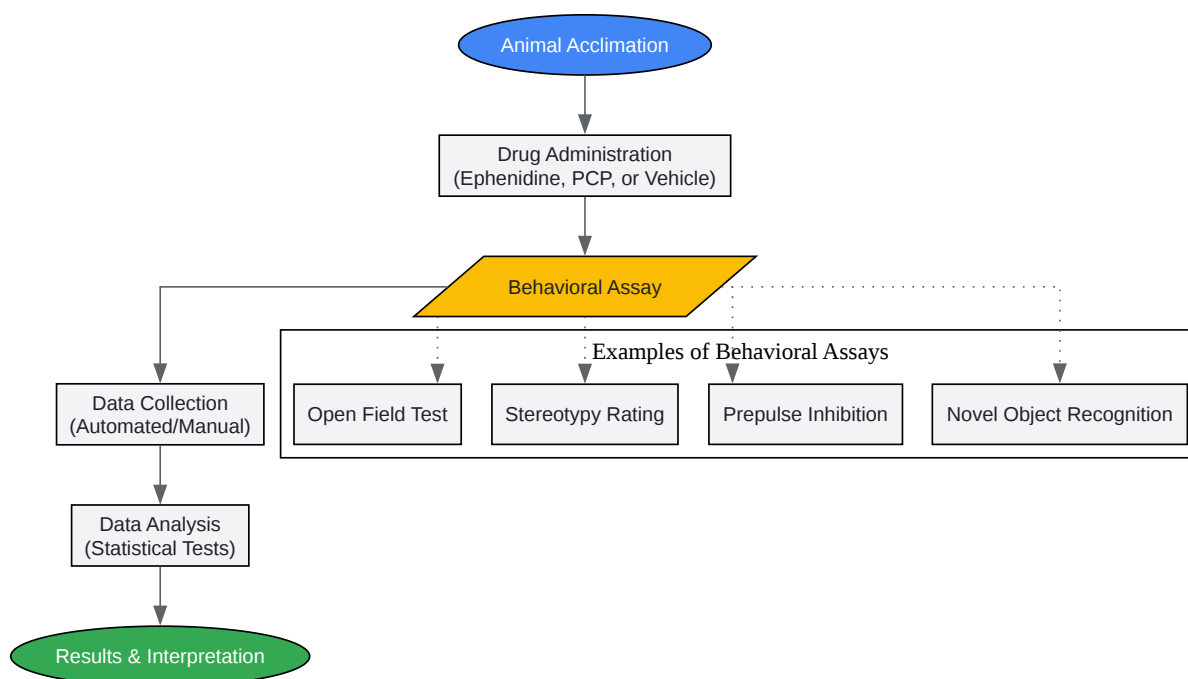 Animal Acclimation
Drug Administration
(Ephenidine, PCP, or Vehicle)
Behavioral Assay
Examples of Behavioral Assays
Data Collection
(Automated/Manual)
Open Field Test
Stereotypy Rating
Prepulse Inhibition
Novel Object Recognition
Data Analysis
(Statistical Tests)
Results & Interpretation